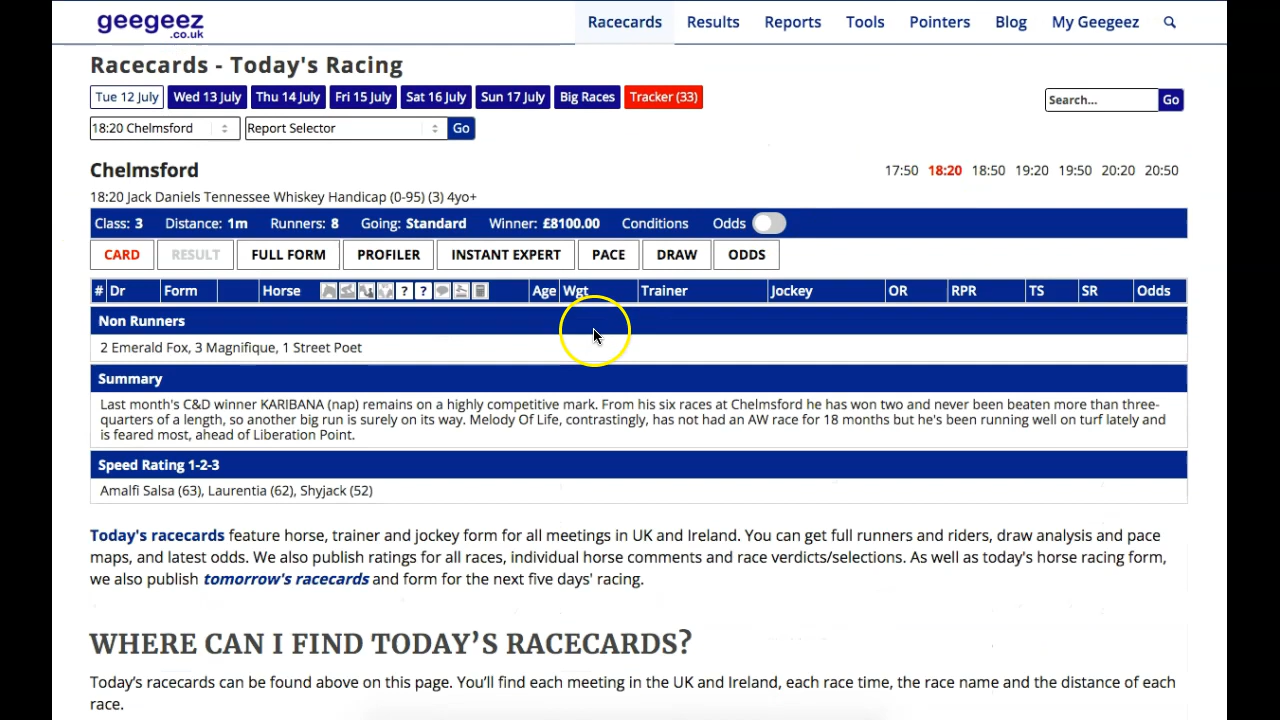 geegeez
.co.uk
Racecards Results Reports Tools Pointers Blog My Geegeez
Racecards - Today's Racing
Tue 12 July Wed 13 July Thu 14 July Fri 15 July Sat 16 July Sun 17 July Big Races Tracker (33)
Search... Go
18:20 Chelmsford Report Selector Go
Chelmsford
17:50 18:20 18:50 19:20 19:50 20:20 20:50
18:20 Jack Daniels Tennessee Whiskey Handicap (0-95) (3) 4yo+
Class: 3 Distance: 1m Runners: 8 Going: Standard Winner: £8100.00 Conditions Odds
CARD RESULT FULL FORM PROFILER INSTANT EXPERT PACE DRAW ODDS
# Dr Form Horse ? ? Age Wgt Trainer Jockey OR RPR TS SR Odds
Non Runners
2 Emerald Fox, 3 Magnifique, 1 Street Poet
Summary
Last month's C&D winner KARIBANA (nap) remains on a highly competitive mark. From his six races at Chelmsford he has won two and never been beaten more than three-
quarters of a length, so another big run is surely on its way. Melody Of Life, contrastingly, has not had an AW race for 18 months but he's been running well on turf lately and
is feared most, ahead of Liberation Point.
Speed Rating 1-2-3
Amalfi Salsa (63), Laurentia (62), Shyjack (52)
Today's racecards feature horse, trainer and jockey form for all meetings in UK and Ireland. You can get full runners and riders, draw analysis and pace
maps, and latest odds. We also publish ratings for all races, individual horse comments and race verdicts/selections. As well as today's horse racing form,
we also publish tomorrow's racecards and form for the next five days' racing.
WHERE CAN I FIND TODAY'S RACECARDS?
Today's racecards can be found above on this page. You'll find each meeting in the UK and Ireland, each race time, the race name and the distance of each
race.